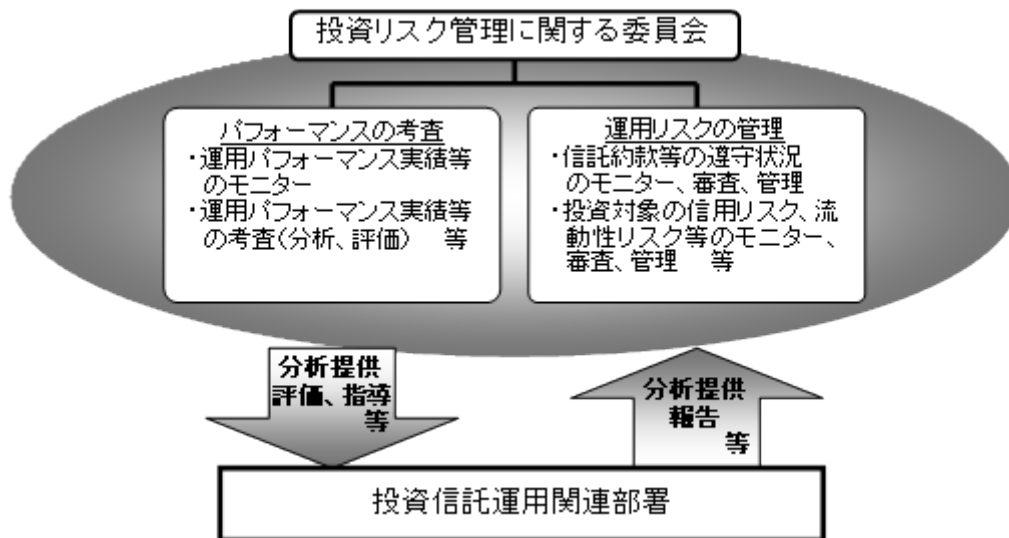 投資リスク管理に関する委員会
パフォーマンスの考査
・運用パフォーマンス実績等
のモニター
・運用パフォーマンス実績等
の考査(分析、評価) 等
運用リスクの管理
・信託約款等の遵守状況
のモニター、審査、管理
・投資対象の信用リスク、流
動性リスク等のモニター、
審査、管理 等
分析提供
評価、指導
等
分析提供
報告
等
投資信託運用関連部署